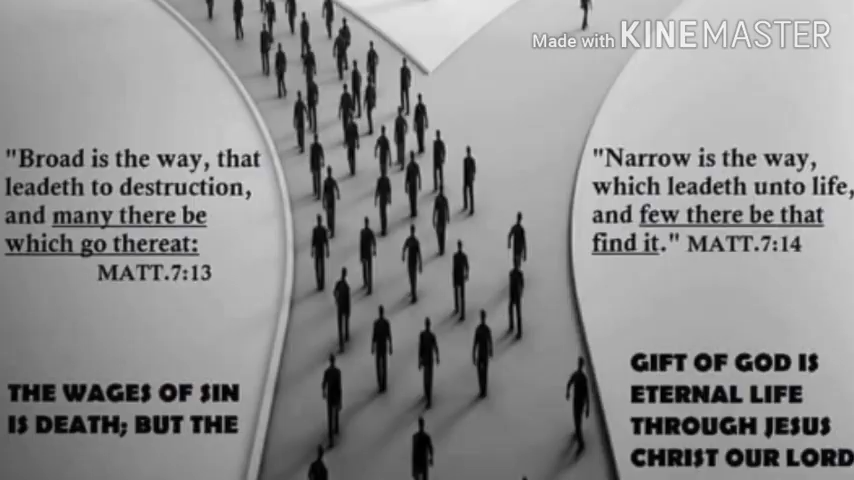 Made with KINEMASTER
"Broad is the way, that
leadeth to destruction,
and many there be
which go thereat:
MATT.7:13
"Narrow is the way,
which leadeth unto life,
and few there be that
find it." MATT.7:14
THE WAGES OF SIN
IS DEATH; BUT THE
GIFT OF GOD IS
ETERNAL LIFE
THROUGH JESUS
CHRIST OUR LORD